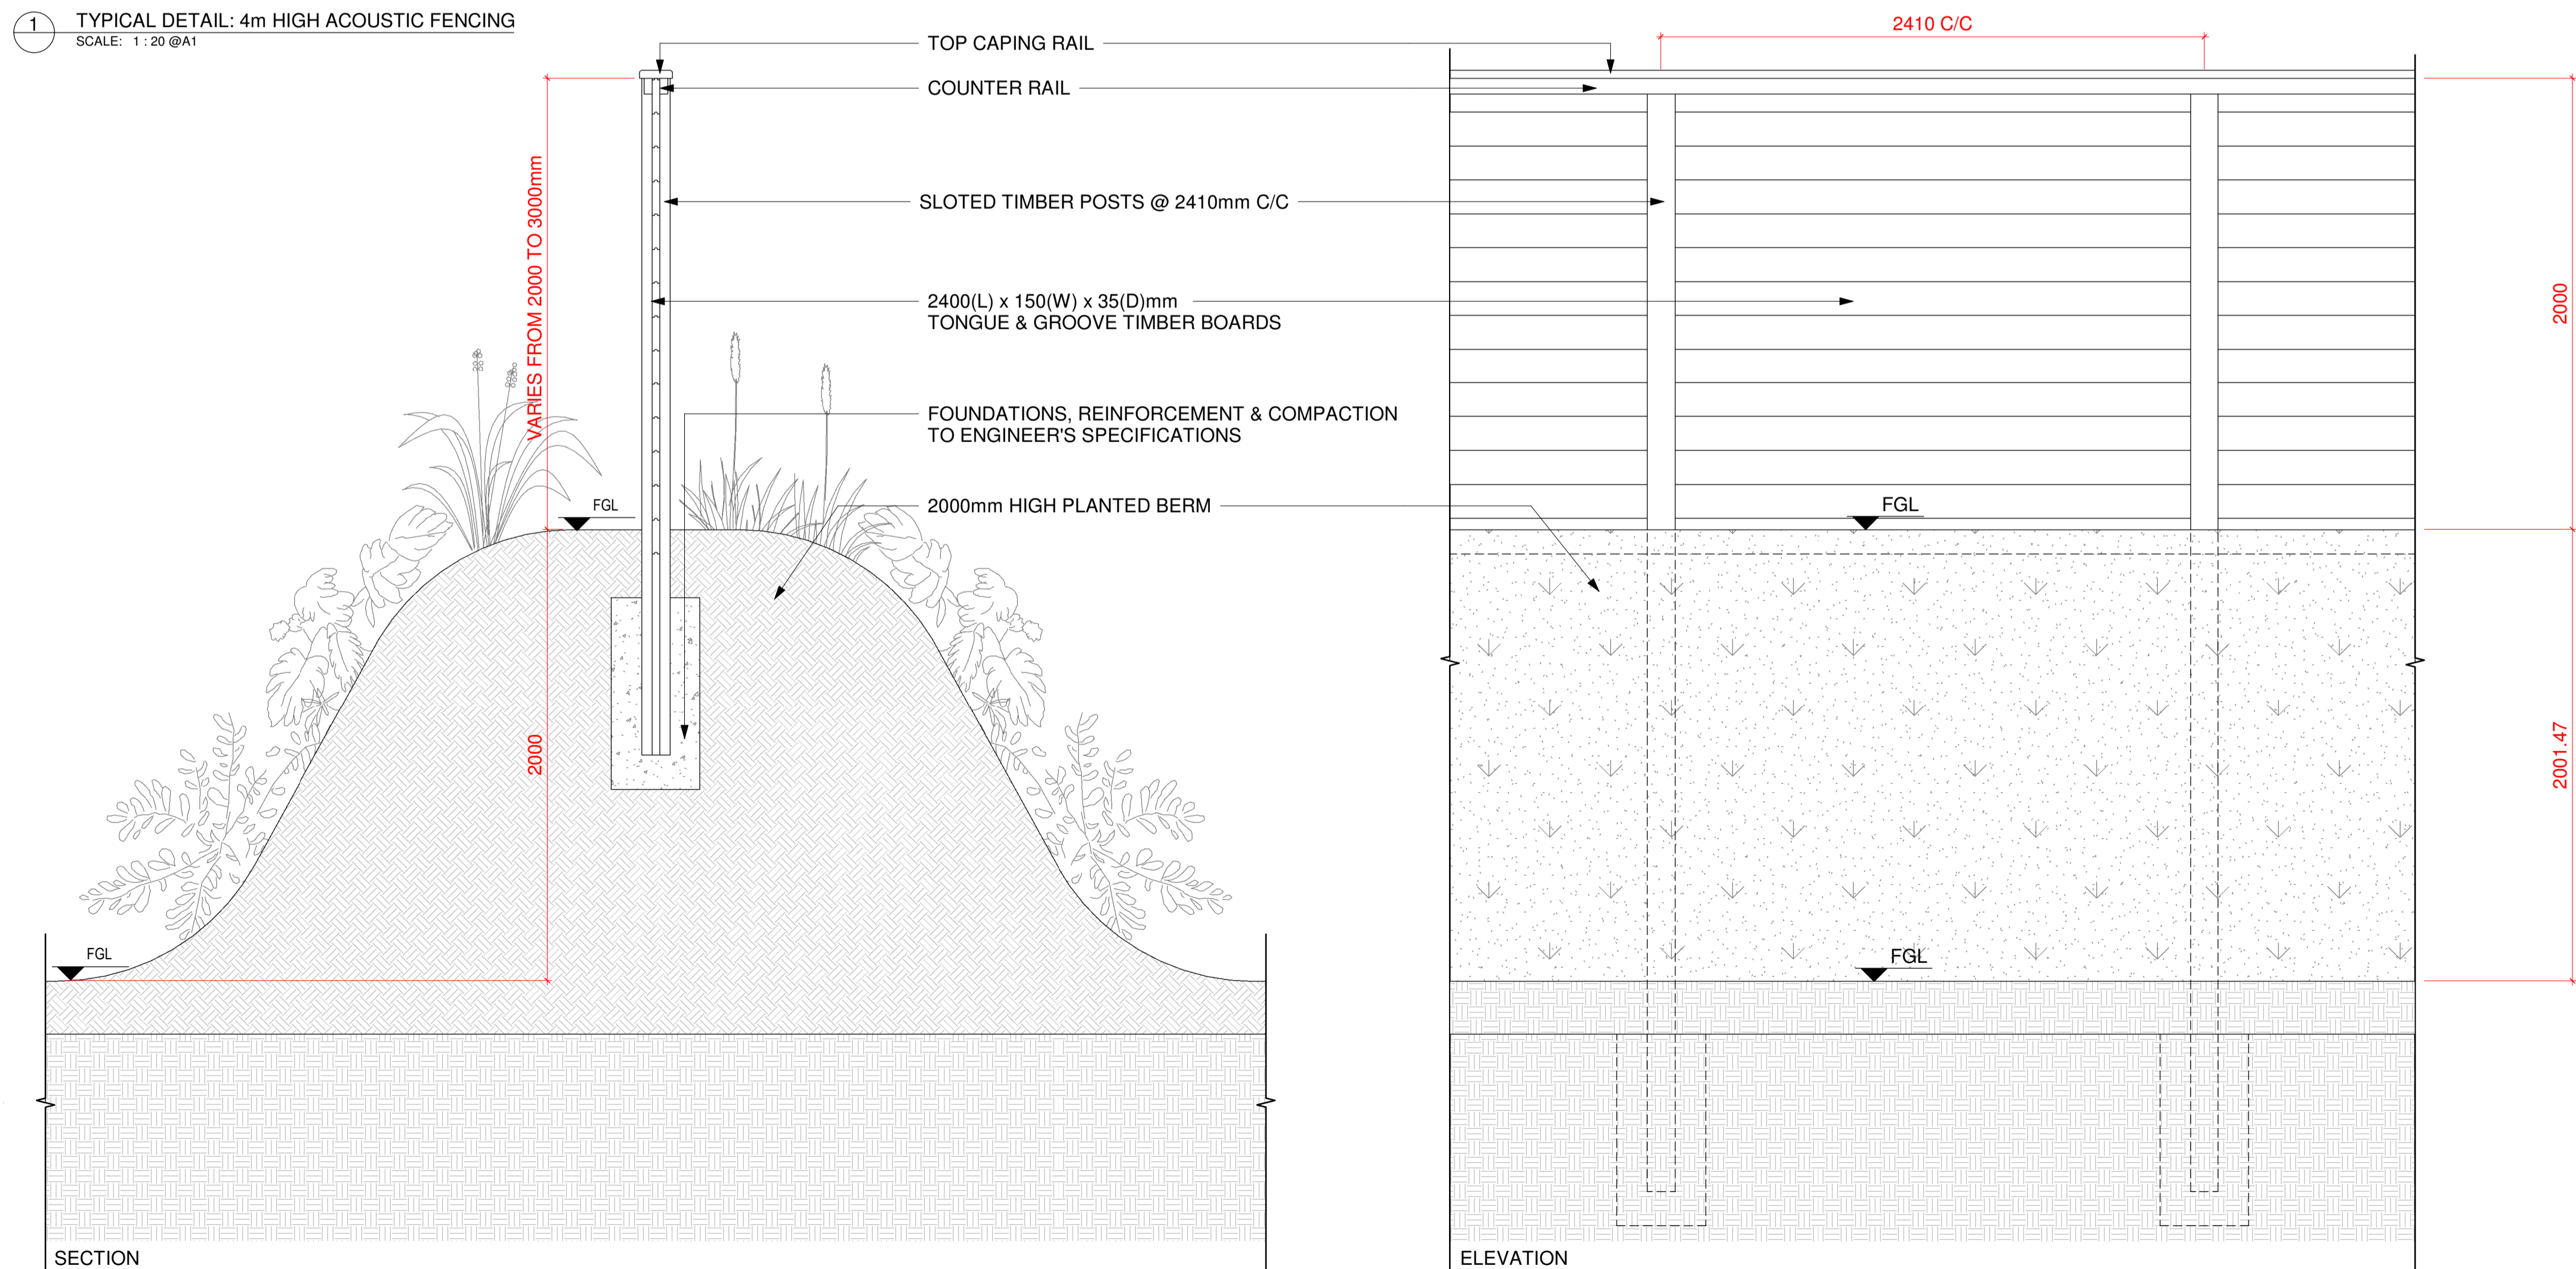 1
TYPICAL DETAIL: 4m HIGH ACOUSTIC FENCING
SCALE: 1 : 20 @A1
TOP CAPING RAIL
2410 C/C
COUNTER RAIL
VARIES FROM 2000 TO 3000mm
SLOTED TIMBER POSTS @ 2410mm C/C
2400(L) x 150(W) x 35(D)mm
TONGUE & GROOVE TIMBER BOARDS
2000
FOUNDATIONS, REINFORCEMENT & COMPACTION
TO ENGINEER'S SPECIFICATIONS
FGL
2000mm HIGH PLANTED BERM
FGL
2000
2001.47
FGL
FGL
SECTION
ELEVATION